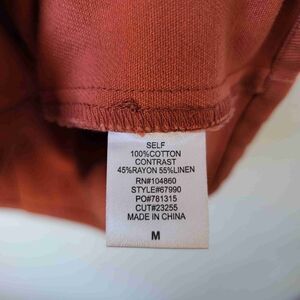 SELF
100%COTTON
CONTRAST
45%RAYON 55%LINEN
RN#104860
STYLE#67990
PO#781315
CUT#23255
MADE IN CHINA
M